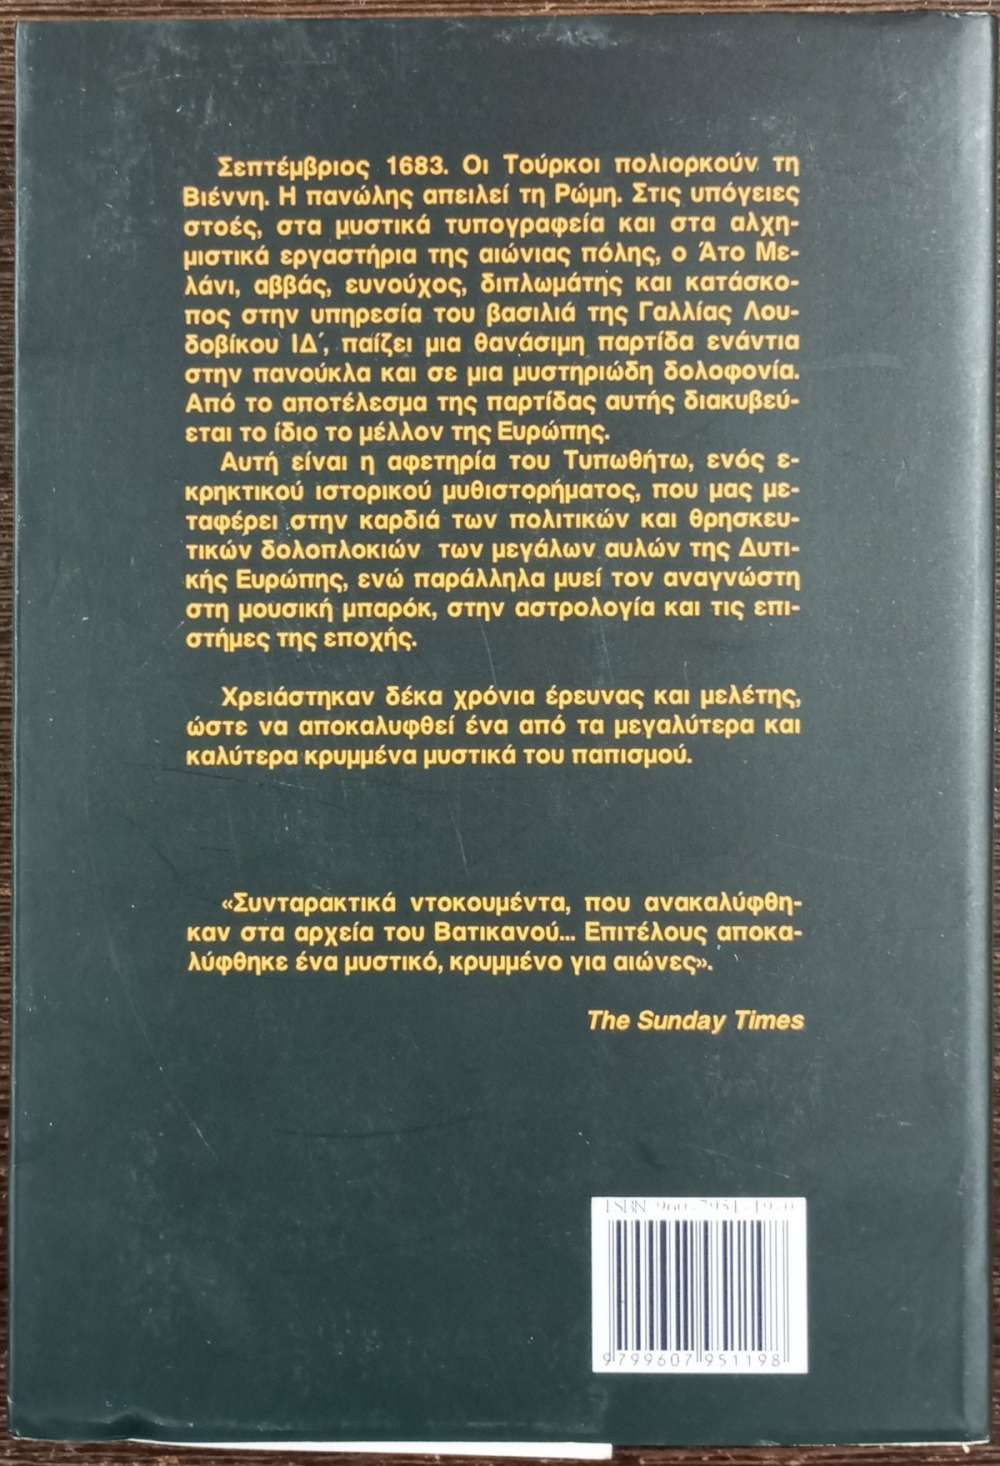 Σεπτέμβριος 1683. Οι Τούρκοι πολιορκούν τη
Βιέννη. Η πανώλης απειλεί τη Ρώμη. Στις υπόγειες
στοές, στα μυστικά τυπογραφεία και στα αλχη-
μιστικά εργαστήρια της αιώνιας πόλης, ο Άτο Με-
λάνι, αββάς, ευνούχος, διπλωμάτης και κατάσκο-
πος στην υπηρεσία του βασιλιά της Γαλλίας Λου-
δοβίκου ΙΔ΄, παίζει μια θανάσιμη παρτίδα ενάντια
στην πανούκλα και σε μια μυστηριώδη δολοφονία.
Από το αποτέλεσμα της παρτίδας αυτής διακυβεύ-
εται το ίδιο το μέλλον της Ευρώπης.
Αυτή είναι η αφετηρία του Τυπωθήτω, ενός ε-
κρηκτικού ιστορικού μυθιστορήματος, που μας με-
ταφέρει στην καρδιά των πολιτικών και θρησκευ-
τικών δολοπλοκιών των μεγάλων αυλών της Δυτι-
κής Ευρώπης, ενώ παράλληλα μυεί τον αναγνώστη
στη μουσική μπαρόκ, στην αστρολογία και τις επι-
στήμες της εποχής.
Χρειάστηκαν δέκα χρόνια έρευνας και μελέτης,
ώστε να αποκαλυφθεί ένα από τα μεγαλύτερα και
καλύτερα κρυμμένα μυστικά του παπισμού.
«Συνταρακτικά ντοκουμέντα, που ανακαλύφθη-
καν στα αρχεία του Βατικανού... Επιτέλους αποκα-
λύφθηκε ένα μυστικό, κρυμμένο για αιώνες».
The Sunday Times
ISBN 960-7951-19-0
9799607951198